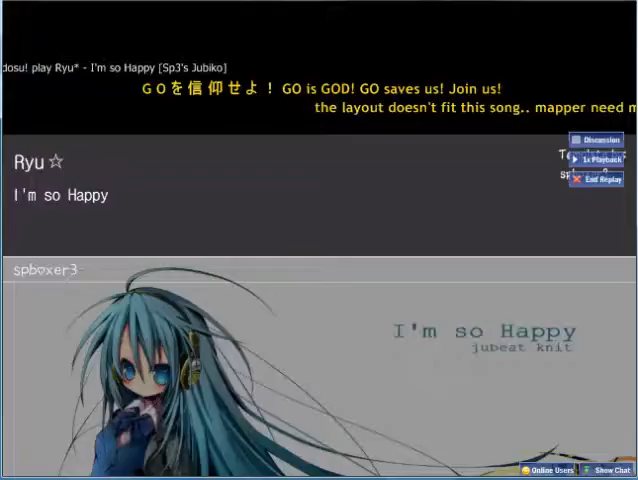 dosu! play Ryu* - I'm so Happy [Sp3's Jubiko]
GOを信仰せよ！ GO is GOD! GO saves us! Join us!
the layout doesn't fit this song.. mapper need m
Discussion
Ryu☆
1x Playback
End Replay
I'm so Happy
spboxer3
I'm so Happy
jubeat knit
Online Users
Show Chat